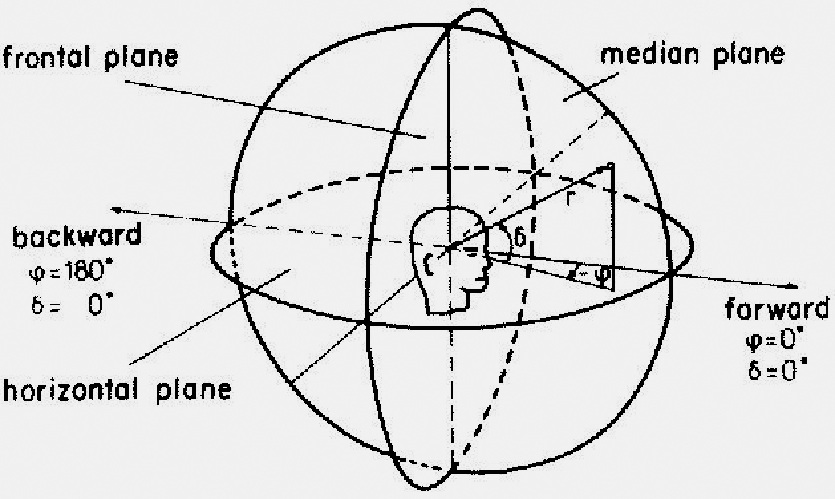 frontal plane
median plane
r
δ
φ
backward
φ=180°
δ= 0°
forward
φ=0°
δ=0°
horizontal plane